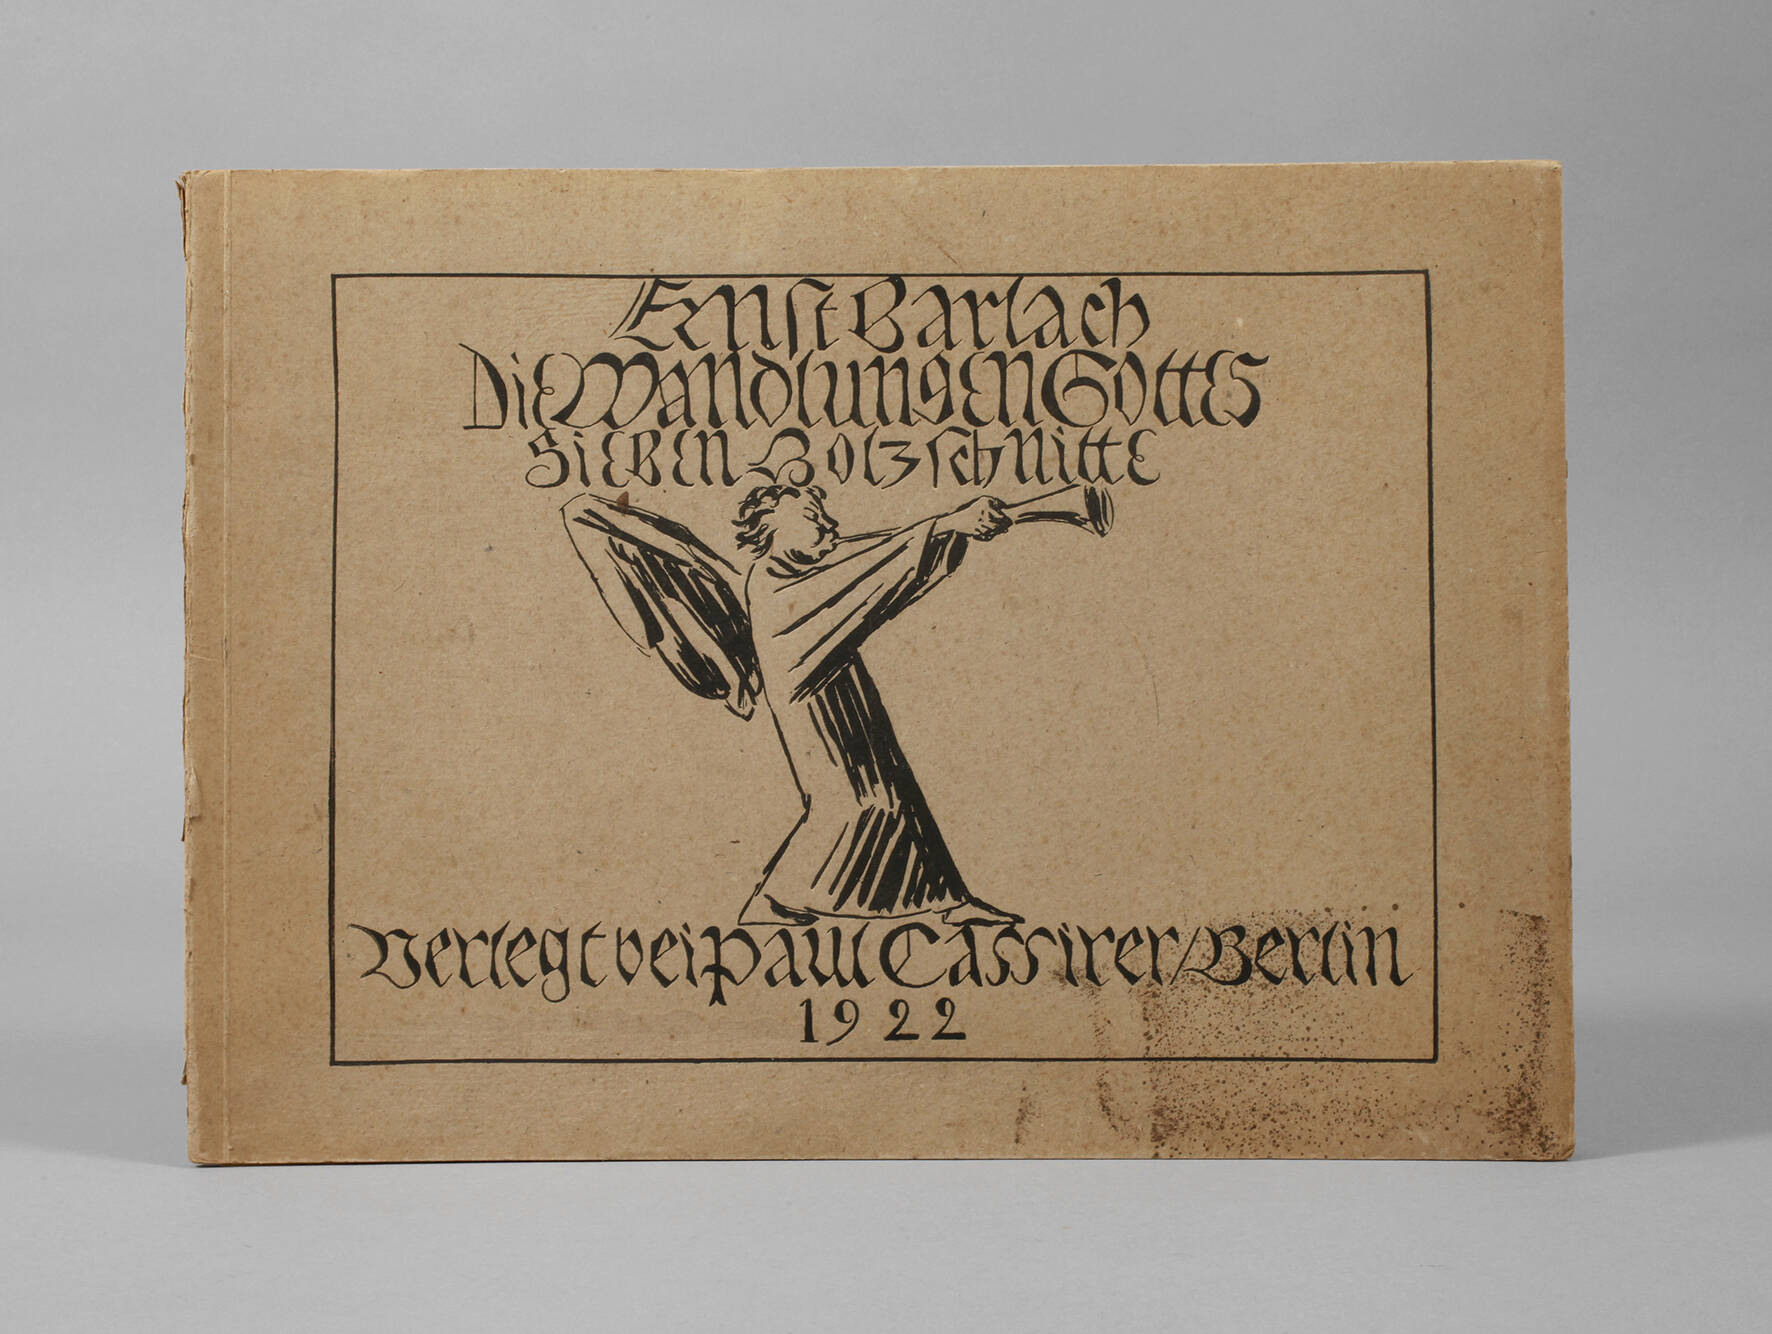 Ernst Barlach
Die Wandlungen Gottes
Sieben Holzschnitte
Verlegt bei Paul Cassirer/Berlin
1922